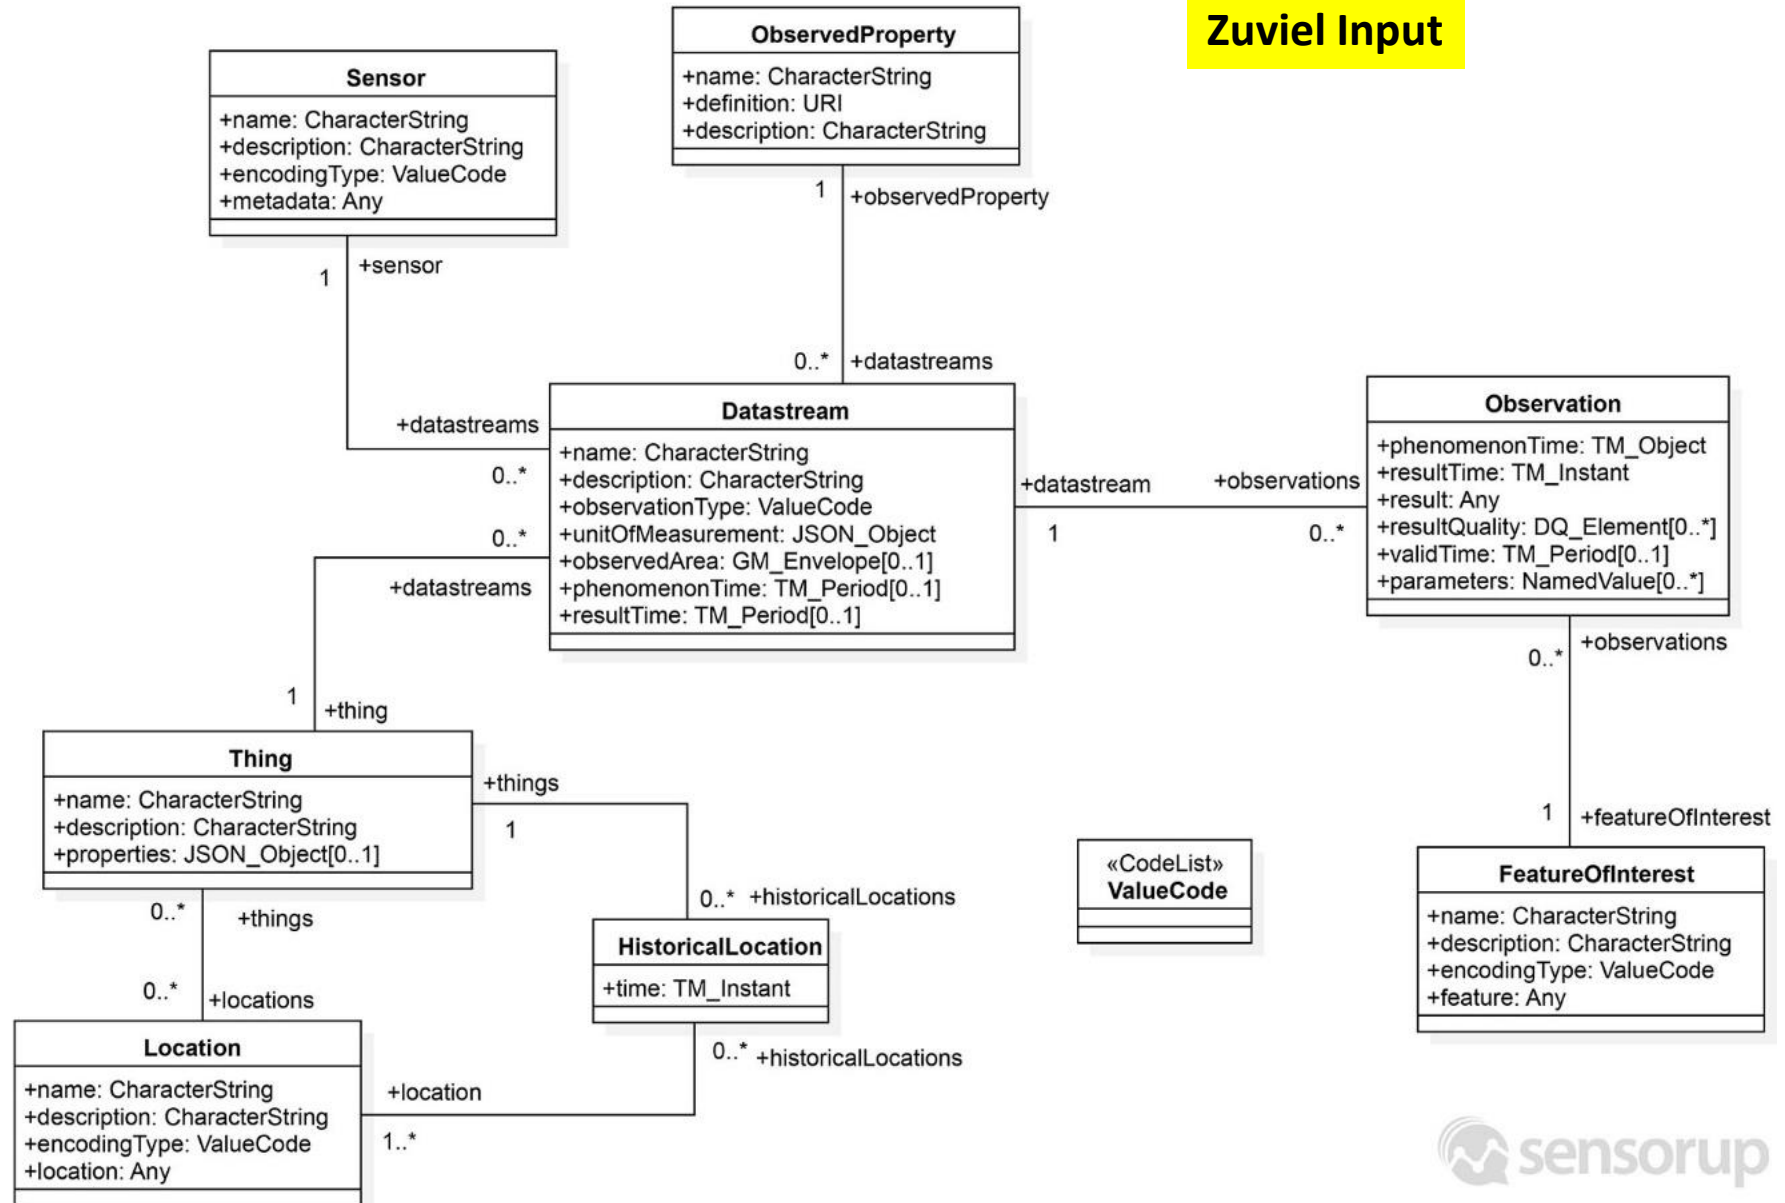 Zuviel Input
ObservedProperty
+name: CharacterString
+definition: URI
+description: CharacterString
Sensor
+name: CharacterString
+description: CharacterString
+encodingType: ValueCode
+metadata: Any
1
+observedProperty
1
+sensor
0..*
+datastreams
+datastreams
0..*
Datastream
+name: CharacterString
+description: CharacterString
+observationType: ValueCode
+unitOfMeasurement: JSON_Object
+observedArea: GM_Envelope[0..1]
+phenomenonTime: TM_Period[0..1]
+resultTime: TM_Period[0..1]
+datastream
1
+observations
0..*
Observation
+phenomenonTime: TM_Object
+resultTime: TM_Instant
+result: Any
+resultQuality: DQ_Element[0..*]
+validTime: TM_Period[0..1]
+parameters: NamedValue[0..*]
0..*
+datastreams
1
+thing
0..*
+observations
1
+featureOfInterest
Thing
+name: CharacterString
+description: CharacterString
+properties: JSON_Object[0..1]
+things
1
0..*
+historicalLocations
0..*
+things
0..*
+locations
HistoricalLocation
+time: TM_Instant
0..*
+historicalLocations
«CodeList»
ValueCode
FeatureOfInterest
+name: CharacterString
+description: CharacterString
+encodingType: ValueCode
+feature: Any
Location
+name: CharacterString
+description: CharacterString
+encodingType: ValueCode
+location: Any
+location
1..*
sensorup